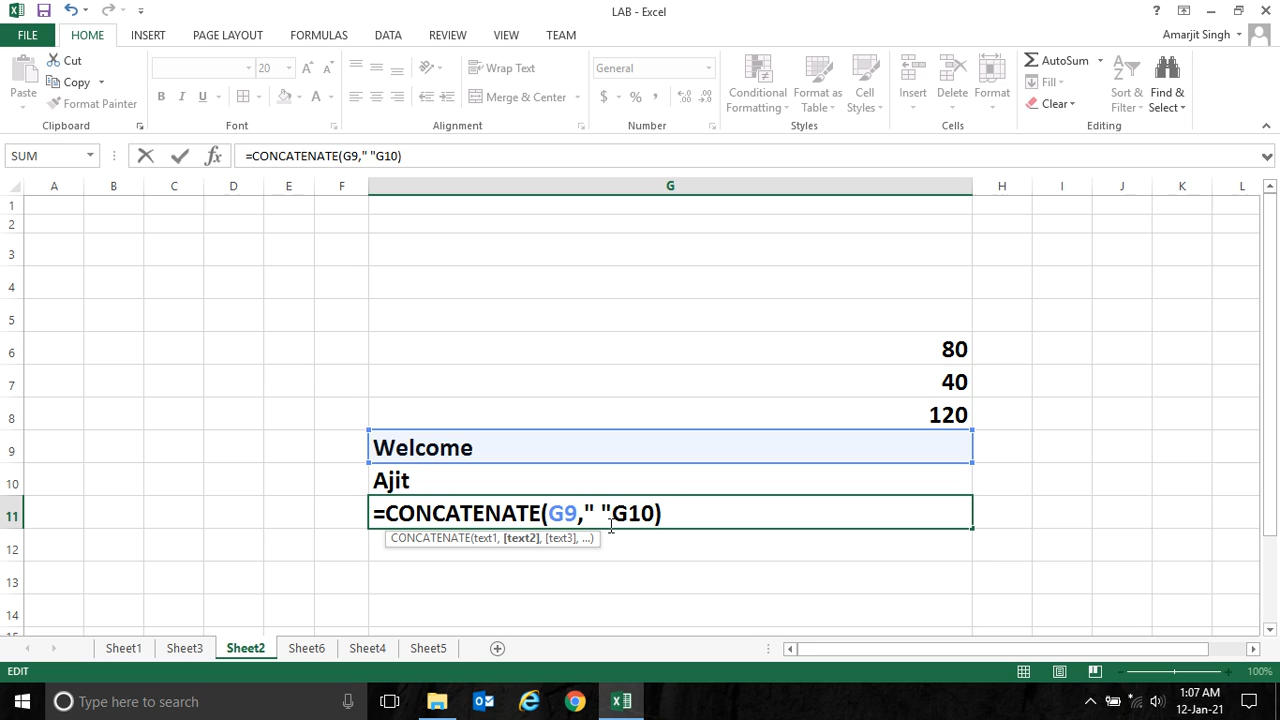 LAB - Excel
?
FILE HOME INSERT PAGE LAYOUT FORMULAS DATA REVIEW VIEW TEAM Amarjit Singh
Paste
Cut
Copy
Format Painter
Clipboard
20 A A
B I U A
Font
Wrap Text
Merge & Center
Alignment
General
$ % ,
Number
Conditional Formatting
Format as Table
Cell Styles
Styles
Insert
Delete
Format
Cells
AutoSum
Fill
Clear
Sort & Filter
Find & Select
Editing
SUM fx =CONCATENATE(G9," "G10)
A B C D E F G H I J K L
1
2
3
4
5
6 80
7 40
8 120
9 Welcome
10 Ajit
11 =CONCATENATE(G9," "G10)
CONCATENATE(text1, [text2], [text3], ...)
12
13
14
Sheet1 Sheet3 Sheet2 Sheet6 Sheet4 Sheet5
EDIT 100%
Type here to search
1:07 AM
12-Jan-21